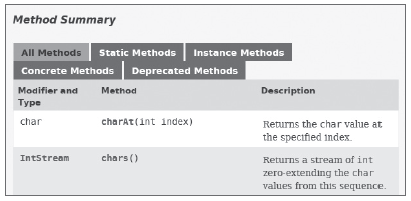 Method Summary
All Methods Static Methods Instance Methods
Concrete Methods Deprecated Methods
Modifier and Type Method Description
char charAt(int index) Returns the char value at
the specified index.
IntStream chars() Returns a stream of int
zero-extending the char
values from this sequence.